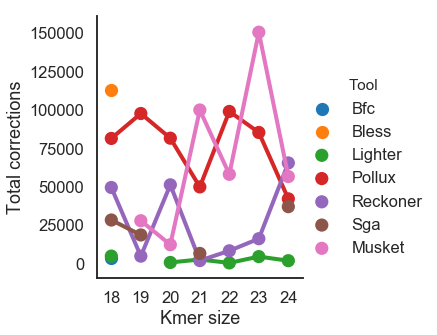 Total corrections
150000
125000
100000
75000
50000
25000
0
18 19 20 21 22 23 24
Kmer size
Tool
Bfc
Bless
Lighter
Pollux
Reckoner
Sga
Musket